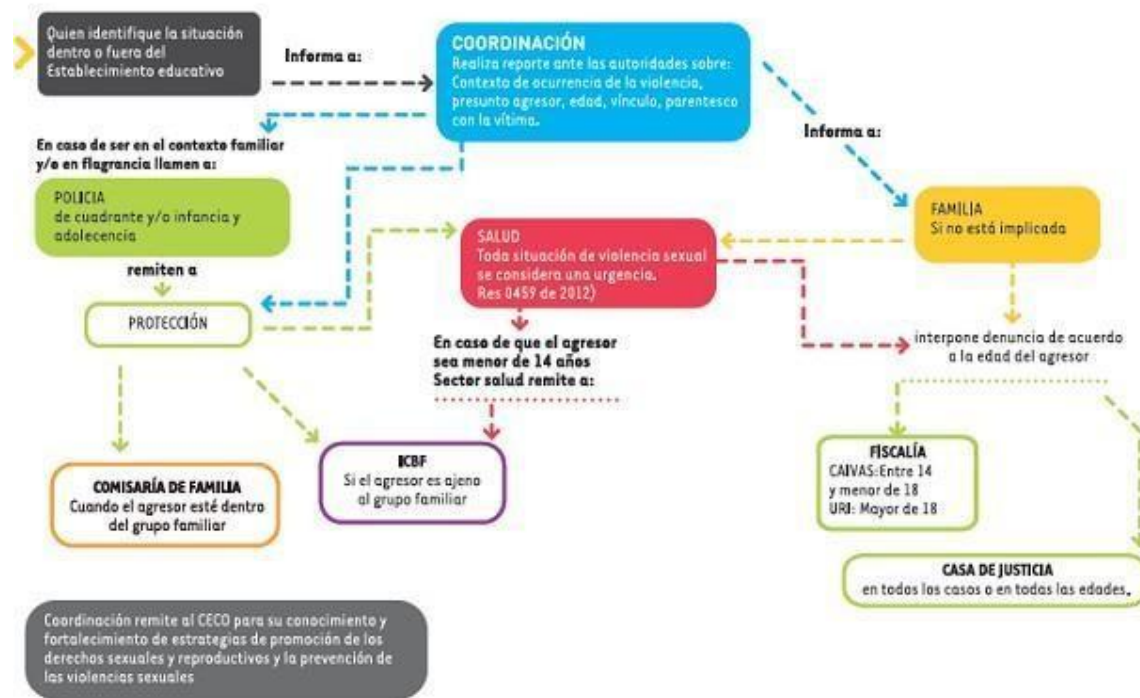 Quien identifique la situación
dentro o fuera del
Establecimiento educativo
Informa a:
COORDINACIÓN
Realiza reporte ante las autoridades sobre:
Contexto de ocurrencia de la violencia,
presunto agresor, edad, vínculo, parentesco
con la vítima.
Informa a:
En caso de ser en el contexto familiar
y/o en flagrancia llamen a:
POLICIA
de cuadrante y/o infancia y
adolecencía
FAMILIA
Si no está implicada
SALUD
Toda situación de violencia sexual
se considera una urgencia.
Res 0459 de 2012)
remiten a
PROTECCIÓN
En caso de que el agresor
sea menor de 14 años
Sector salud remite a:
interpone denuncia de acuerdo
a la edad del agresor
COMISARÍA DE FAMILIA
Cuando el agresor esté dentro
del grupo familiar
ICBF
Si el agresor es ajeno
al grupo familiar
FISCALÍA
CAIVAS: Entre 14
y menor de 18
URI: Mayor de 18
CASA DE JUSTICIA
en todos los casos o en todas las edades.
Coordinación remite al CECO para su conocimiento y
fortalecimiento de estrategias de promoción de los
derechos sexuales y reproductivos y la prevención de
las violencias sexuales